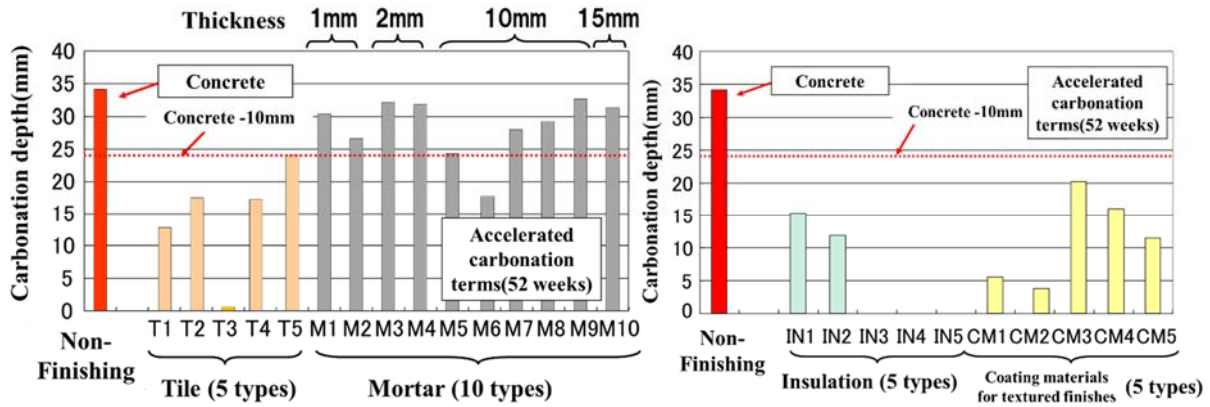 Thickness 1mm 2mm 10mm 15mm
Carbonation depth(mm)
40
35
30
25
20
15
10
5
0
Concrete
Concrete -10mm
Accelerated
carbonation
terms(52 weeks)
T1 T2 T3 T4 T5 M1 M2 M3 M4 M5 M6 M7 M8 M9 M10
Non-
Finishing
Tile (5 types)
Mortar (10 types)
Carbonation depth(mm)
40
35
30
25
20
15
10
5
0
Concrete
Accelerated
carbonation
terms(52 weeks)
Concrete -10mm
IN1 IN2 IN3 IN4 IN5 CM1 CM2 CM3 CM4 CM5
Non-
Finishing
Insulation (5 types)
Coating materials
for textured finishes
(5 types)